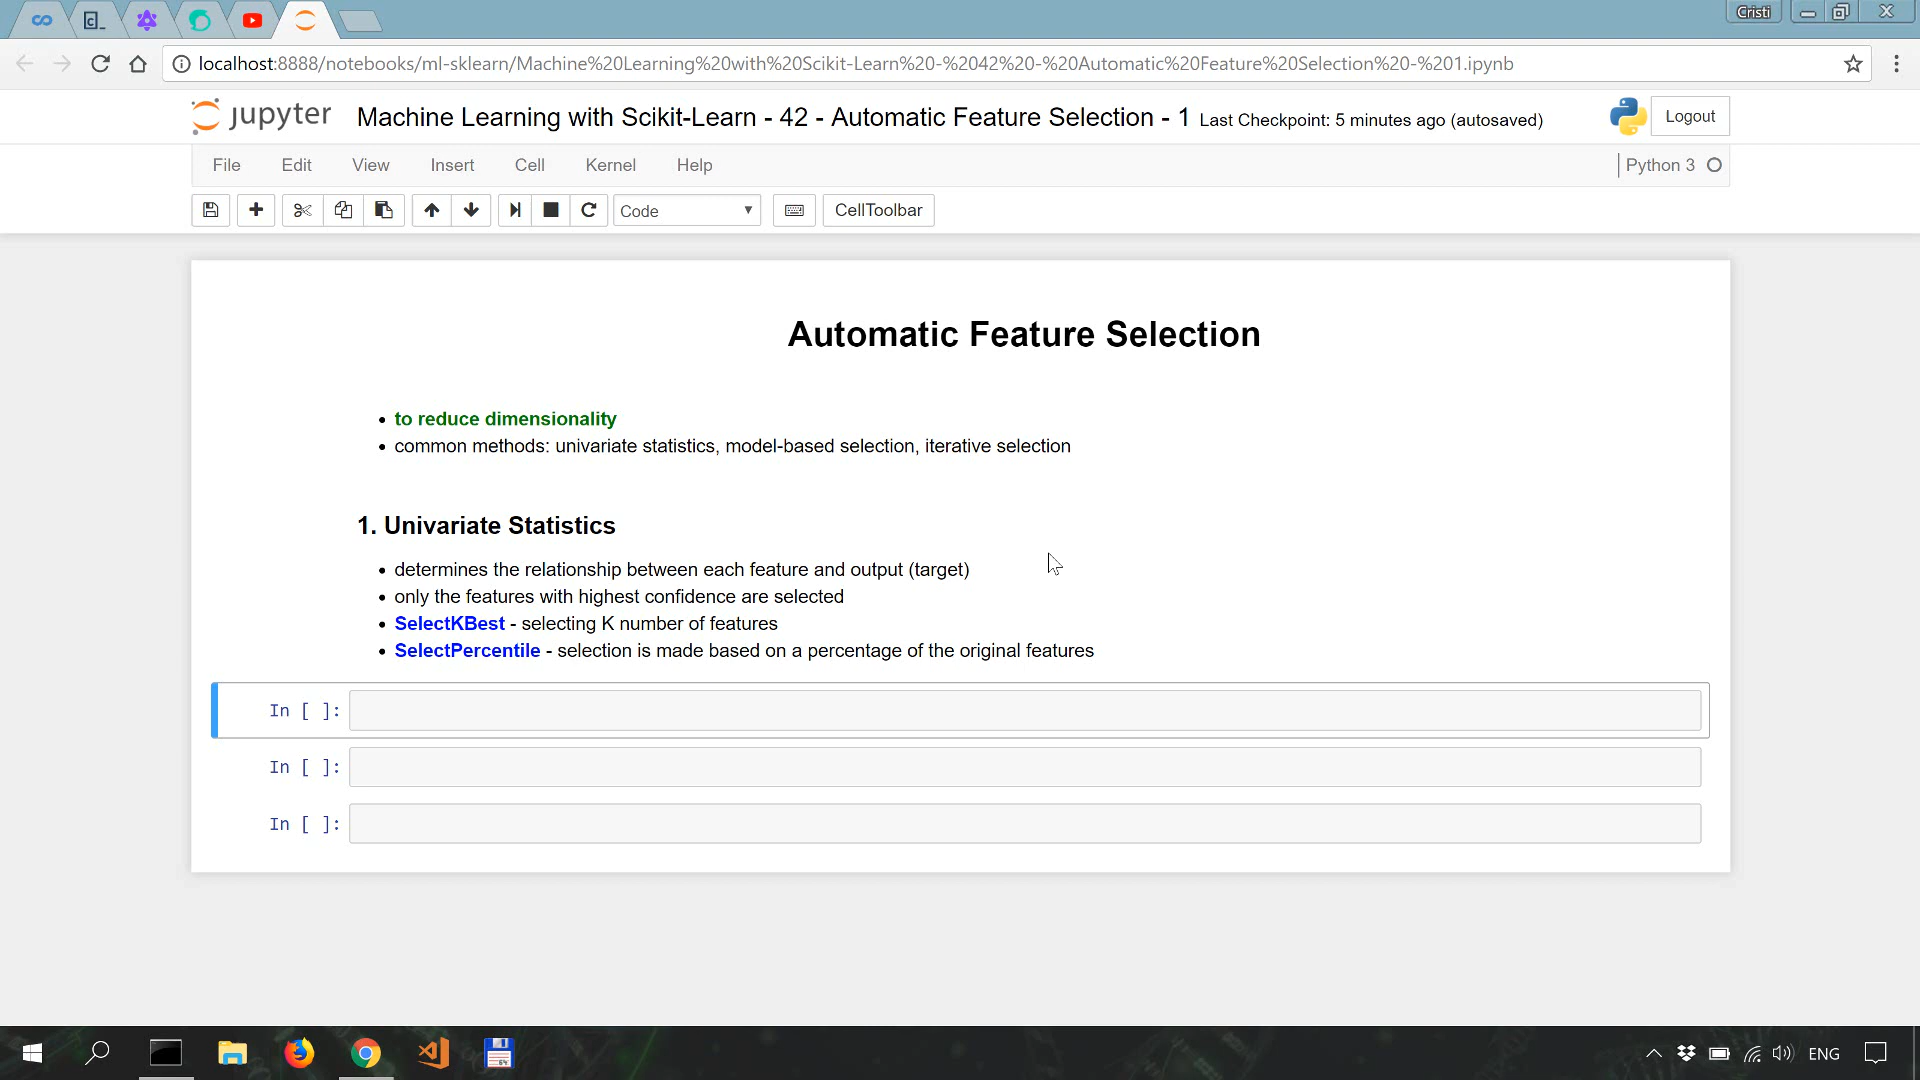 Cristi
localhost:8888/notebooks/ml-sklearn/Machine%20Learning%20with%20Scikit-Learn%20-%2042%20-%20Automatic%20Feature%20Selection%20-%201.ipynb
jupyter Machine Learning with Scikit-Learn - 42 - Automatic Feature Selection - 1 Last Checkpoint: 5 minutes ago (autosaved) Logout
File Edit View Insert Cell Kernel Help Python 3
Code CellToolbar
Automatic Feature Selection
• to reduce dimensionality
• common methods: univariate statistics, model-based selection, iterative selection
1. Univariate Statistics
• determines the relationship between each feature and output (target)
• only the features with highest confidence are selected
• SelectKBest - selecting K number of features
• SelectPercentile - selection is made based on a percentage of the original features
In [ ]:
In [ ]:
In [ ]:
64 ENG